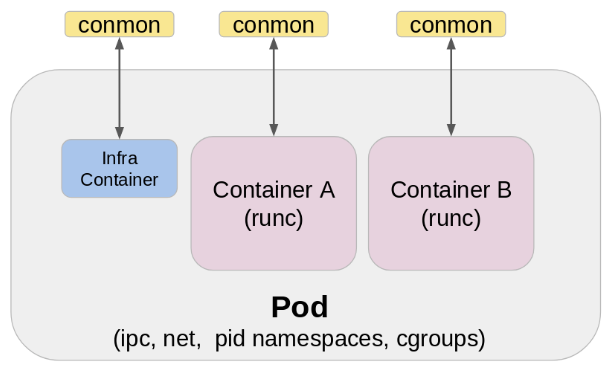 conmon
conmon
conmon
Infra
Container
Container A
(runc)
Container B
(runc)
Pod
(ipc, net, pid namespaces, cgroups)